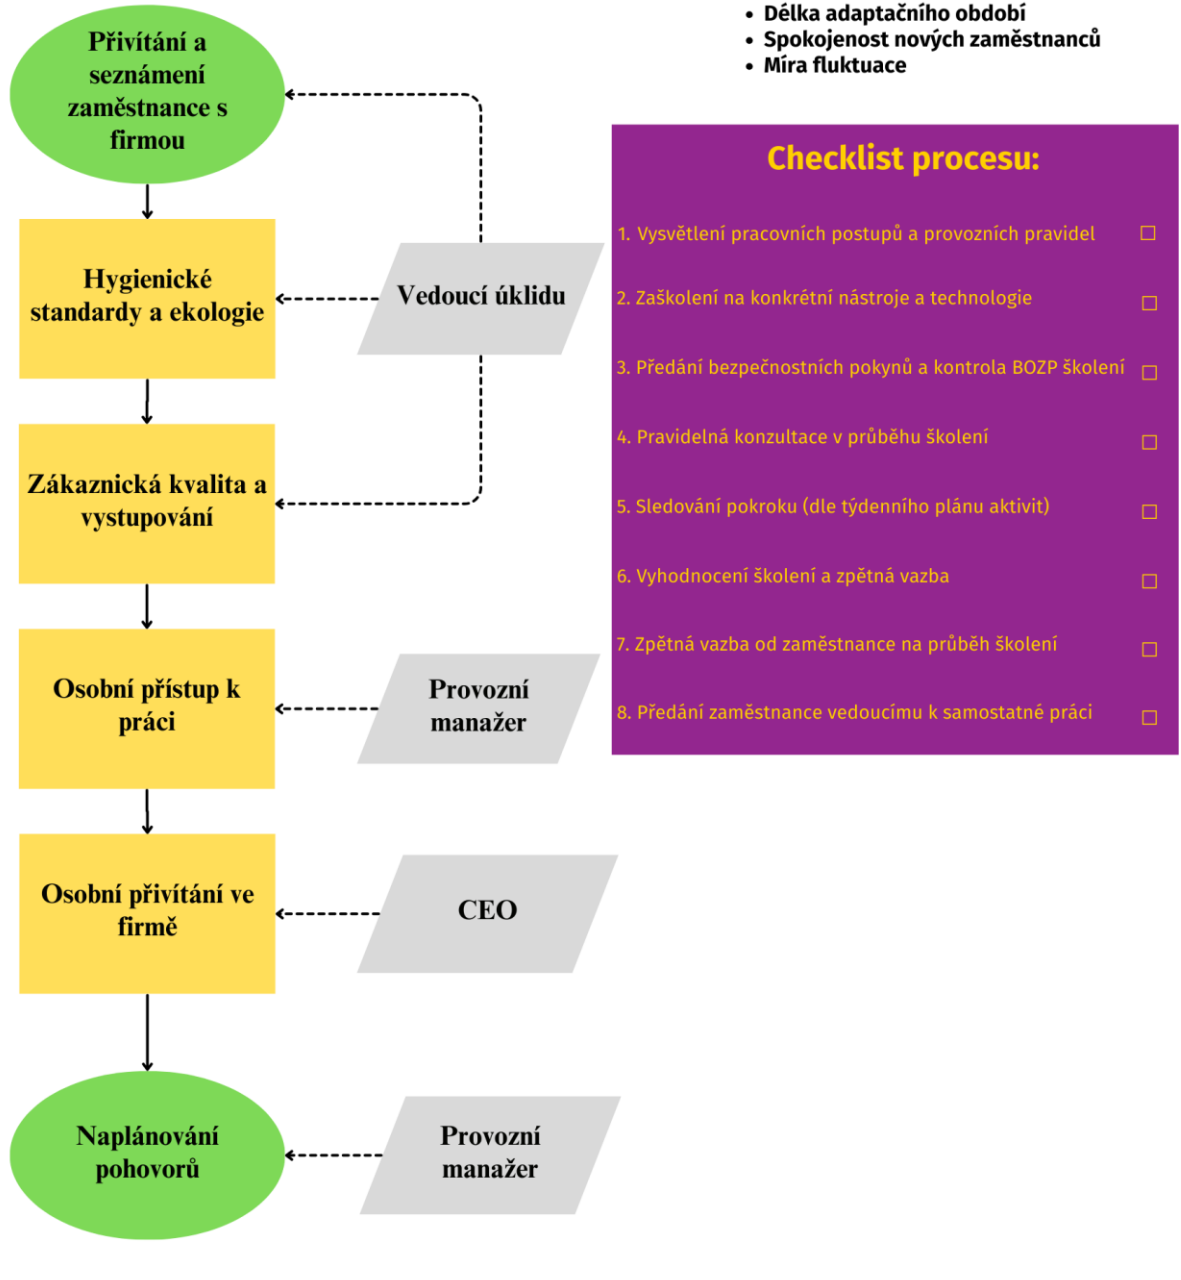 Přivítání a
seznámení
zaměstnance s
firmou
Hygienické
standardy a ekologie
Zákaznická kvalita a
vystupování
Osobní přístup k
práci
Osobní přivítání ve
firmě
Naplánování
pohovorů
Vedoucí úklidu
Provozní
manažer
CEO
Provozní
manažer
• Délka adaptačního období
• Spokojenost nových zaměstnanců
• Míra fluktuace
Checklist procesu:
1. Vysvětlení pracovních postupů a provozních pravidel
2. Zaškolení na konkrétní nástroje a technologie
3. Předání bezpečnostních pokynů a kontrola BOZP školení
4. Pravidelná konzultace v průběhu školení
5. Sledování pokroku (dle týdenního plánu aktivit)
6. Vyhodnocení školení a zpětná vazba
7. Zpětná vazba od zaměstnance na průběh školení
8. Předání zaměstnance vedoucímu k samostatné práci